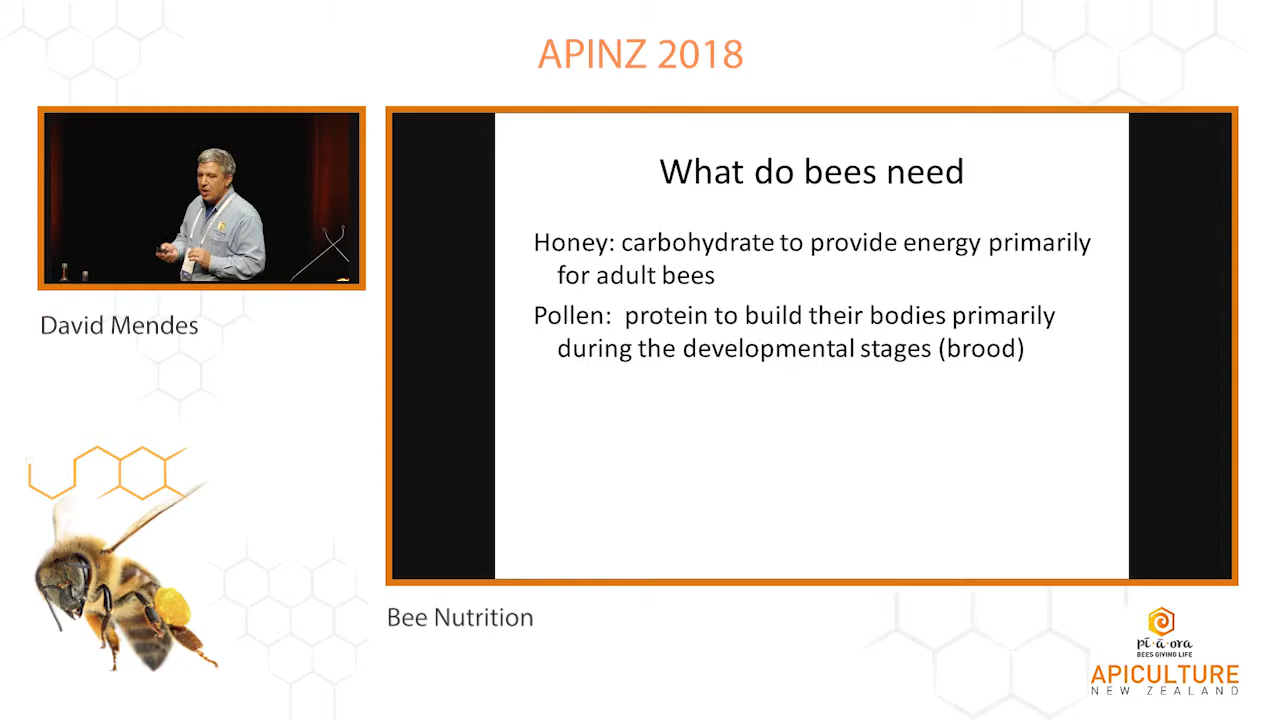 APINZ 2018
David Mendes
What do bees need
Honey: carbohydrate to provide energy primarily
for adult bees
Pollen: protein to build their bodies primarily
during the developmental stages (brood)
Bee Nutrition
pī-ā-ora
BEES GIVING LIFE
APICULTURE
NEW ZEALAND